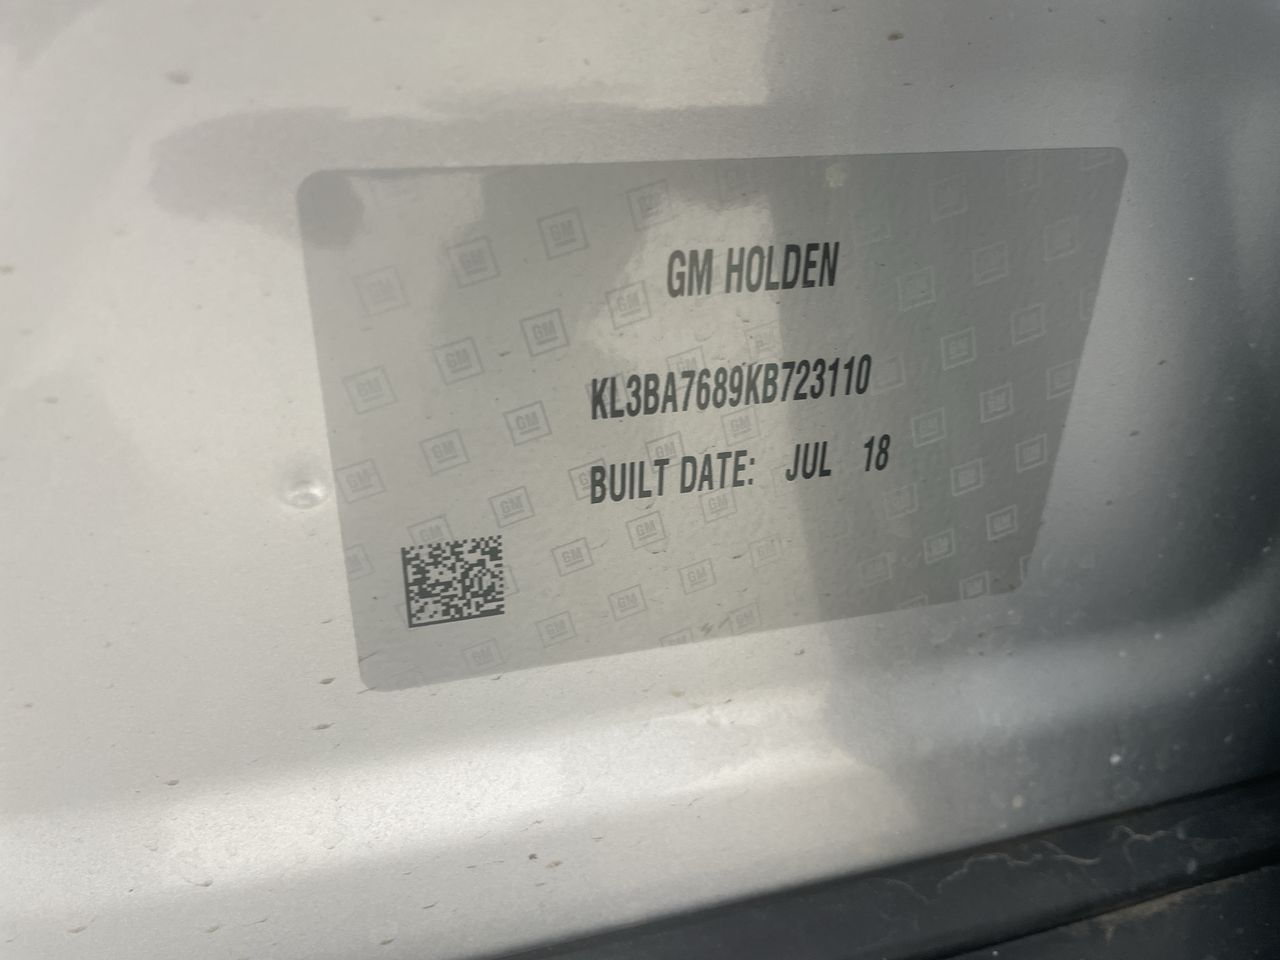 GM HOLDEN
KL3BA7689KB723110
BUILT DATE: JUL 18